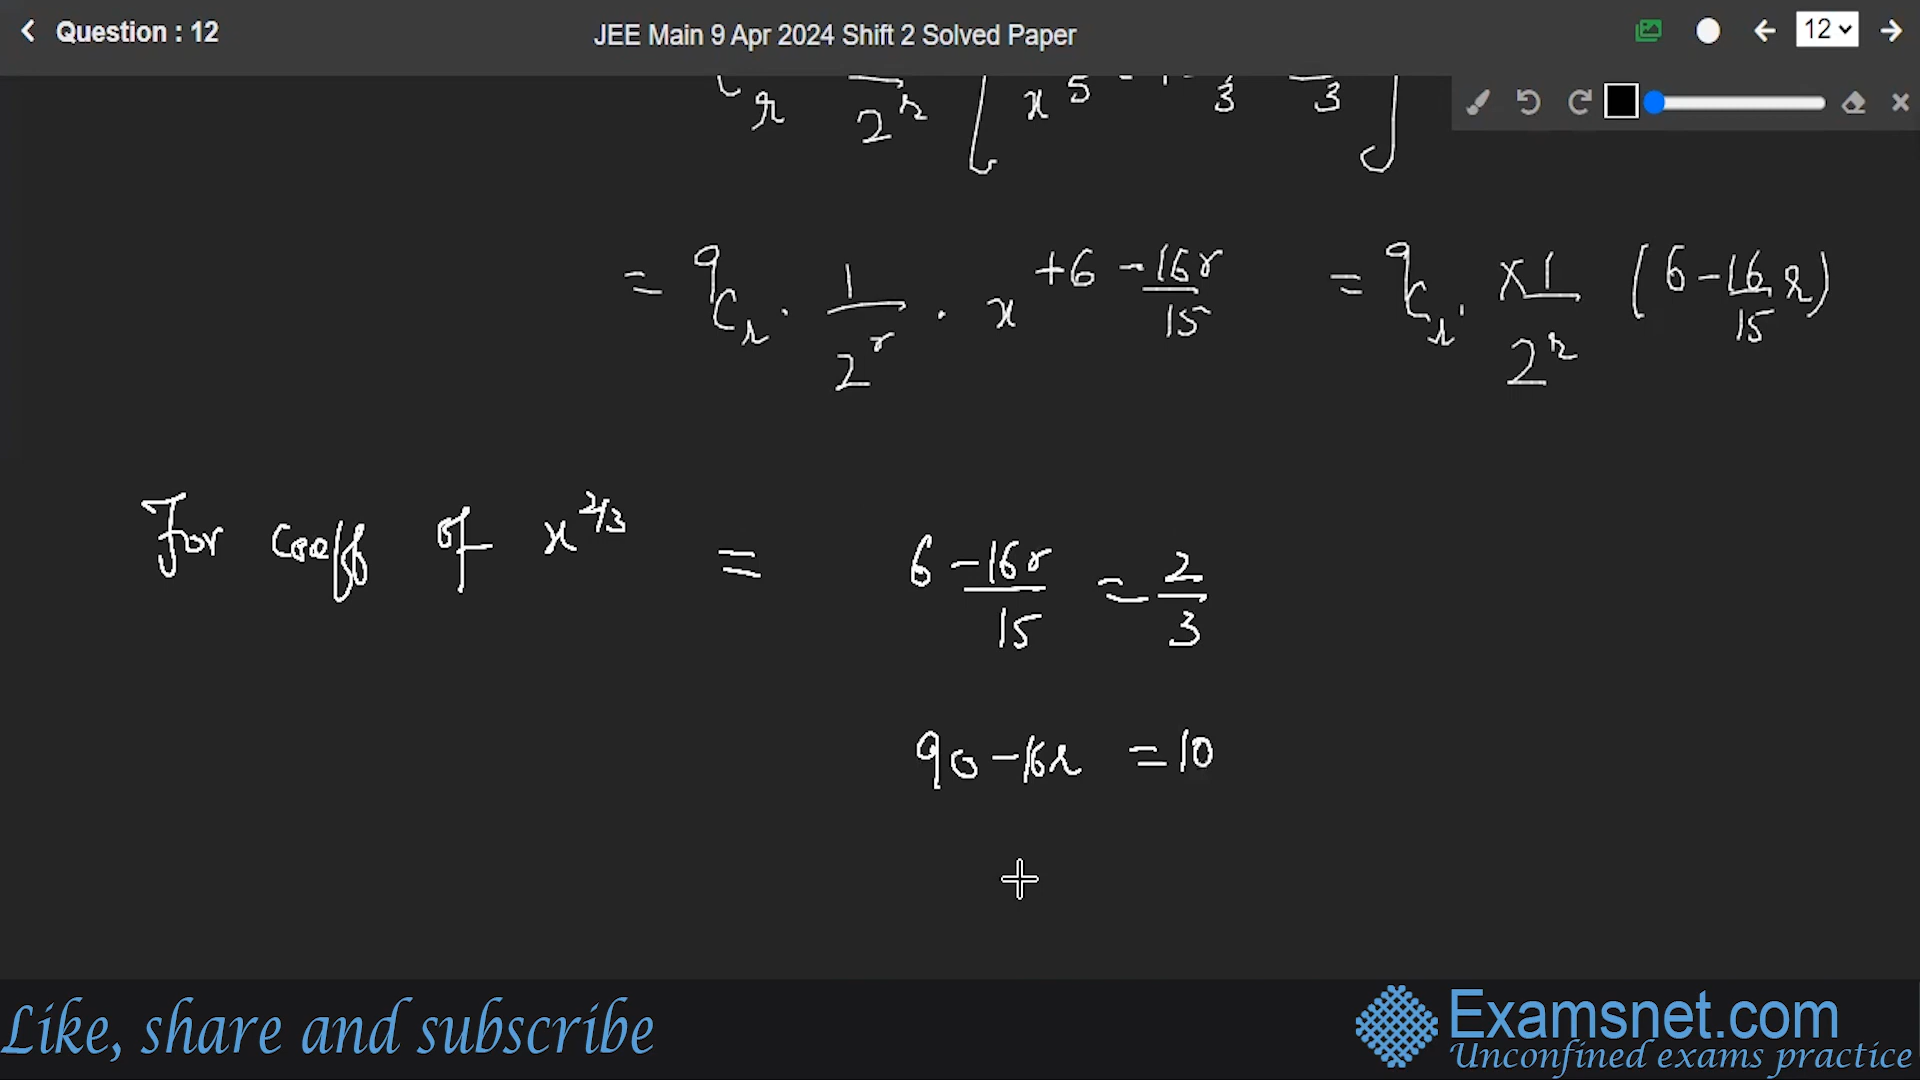 Question : 12
JEE Main 9 Apr 2024 Shift 2 Solved Paper
12
= 9Cr . 1/2^r . x^(+6 - 16r/15) = 9Cr . x1/2^r (6 - 16r/15)
For coeff of x^2/3 = 6 - 16r/15 = 2/3
90 - 16r = 10
Like, share and subscribe
Examsnet.com
Unconfined exams practice